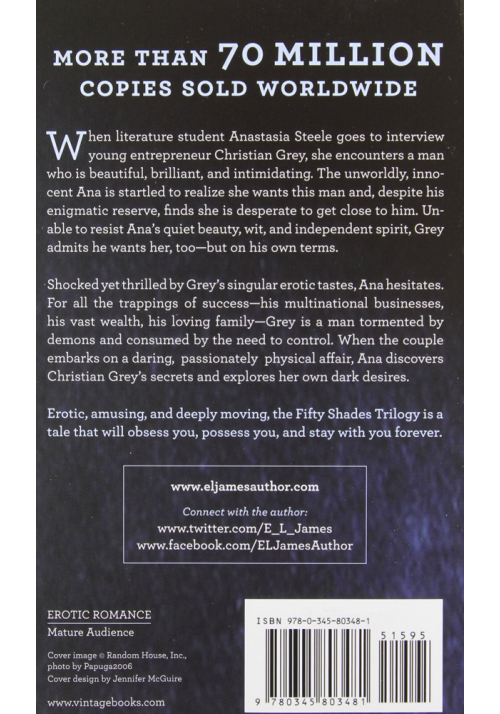 MORE THAN 70 MILLION
COPIES SOLD WORLDWIDE
When literature student Anastasia Steele goes to interview
young entrepreneur Christian Grey, she encounters a man
who is beautiful, brilliant, and intimidating. The unworldly, inno-
cent Ana is startled to realize she wants this man and, despite his
enigmatic reserve, finds she is desperate to get close to him. Un-
able to resist Ana's quiet beauty, wit, and independent spirit, Grey
admits he wants her, too—but on his own terms.
Shocked yet thrilled by Grey's singular erotic tastes, Ana hesitates.
For all the trappings of success—his multinational businesses,
his vast wealth, his loving family—Grey is a man tormented by
demons and consumed by the need to control. When the couple
embarks on a daring, passionately physical affair, Ana discovers
Christian Grey's secrets and explores her own dark desires.
Erotic, amusing, and deeply moving, the Fifty Shades Trilogy is a
tale that will obsess you, possess you, and stay with you forever.
www.eljamesauthor.com
Connect with the author:
www.twitter.com/E_L_James
www.facebook.com/ELJamesAuthor
EROTIC ROMANCE
Mature Audience
Cover image © Random House, Inc.,
photo by Papuga2006
Cover design by Jennifer McGuire
www.vintagebooks.com
ISBN 978-0-345-80348-1
51595
9 780345 803481